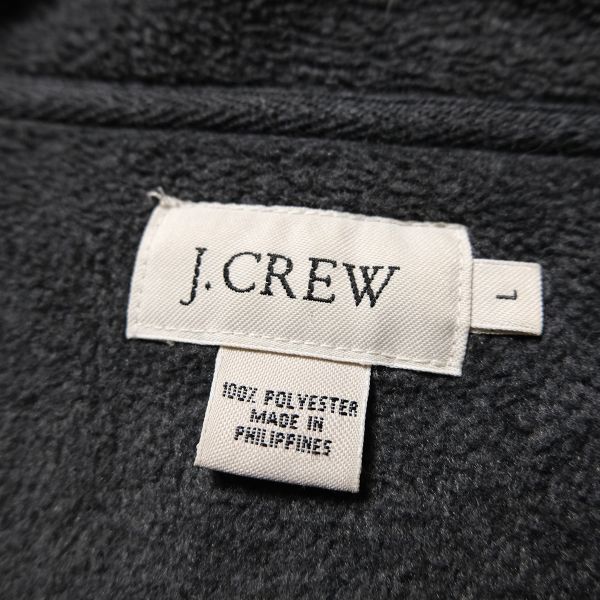 J.CREW
L
100% POLYESTER
MADE IN
PHILIPPINES